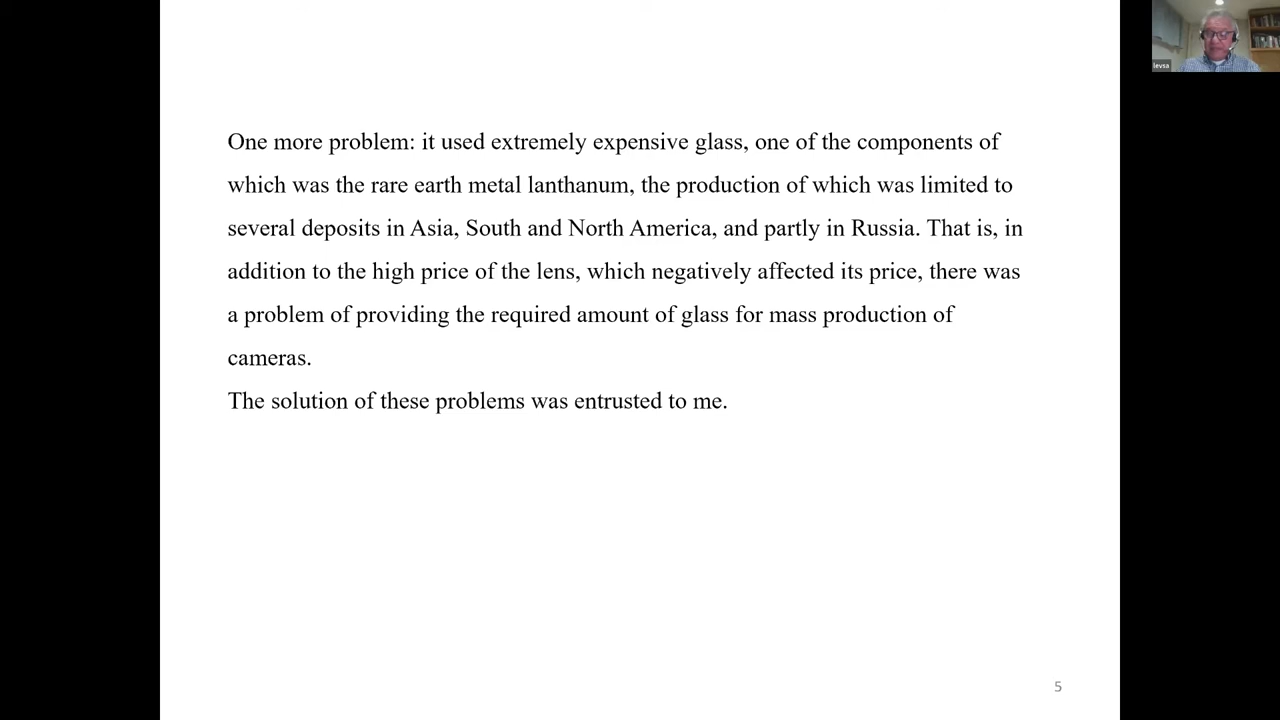 levsa
One more problem: it used extremely expensive glass, one of the components of
which was the rare earth metal lanthanum, the production of which was limited to
several deposits in Asia, South and North America, and partly in Russia. That is, in
addition to the high price of the lens, which negatively affected its price, there was
a problem of providing the required amount of glass for mass production of
cameras.
The solution of these problems was entrusted to me.
5